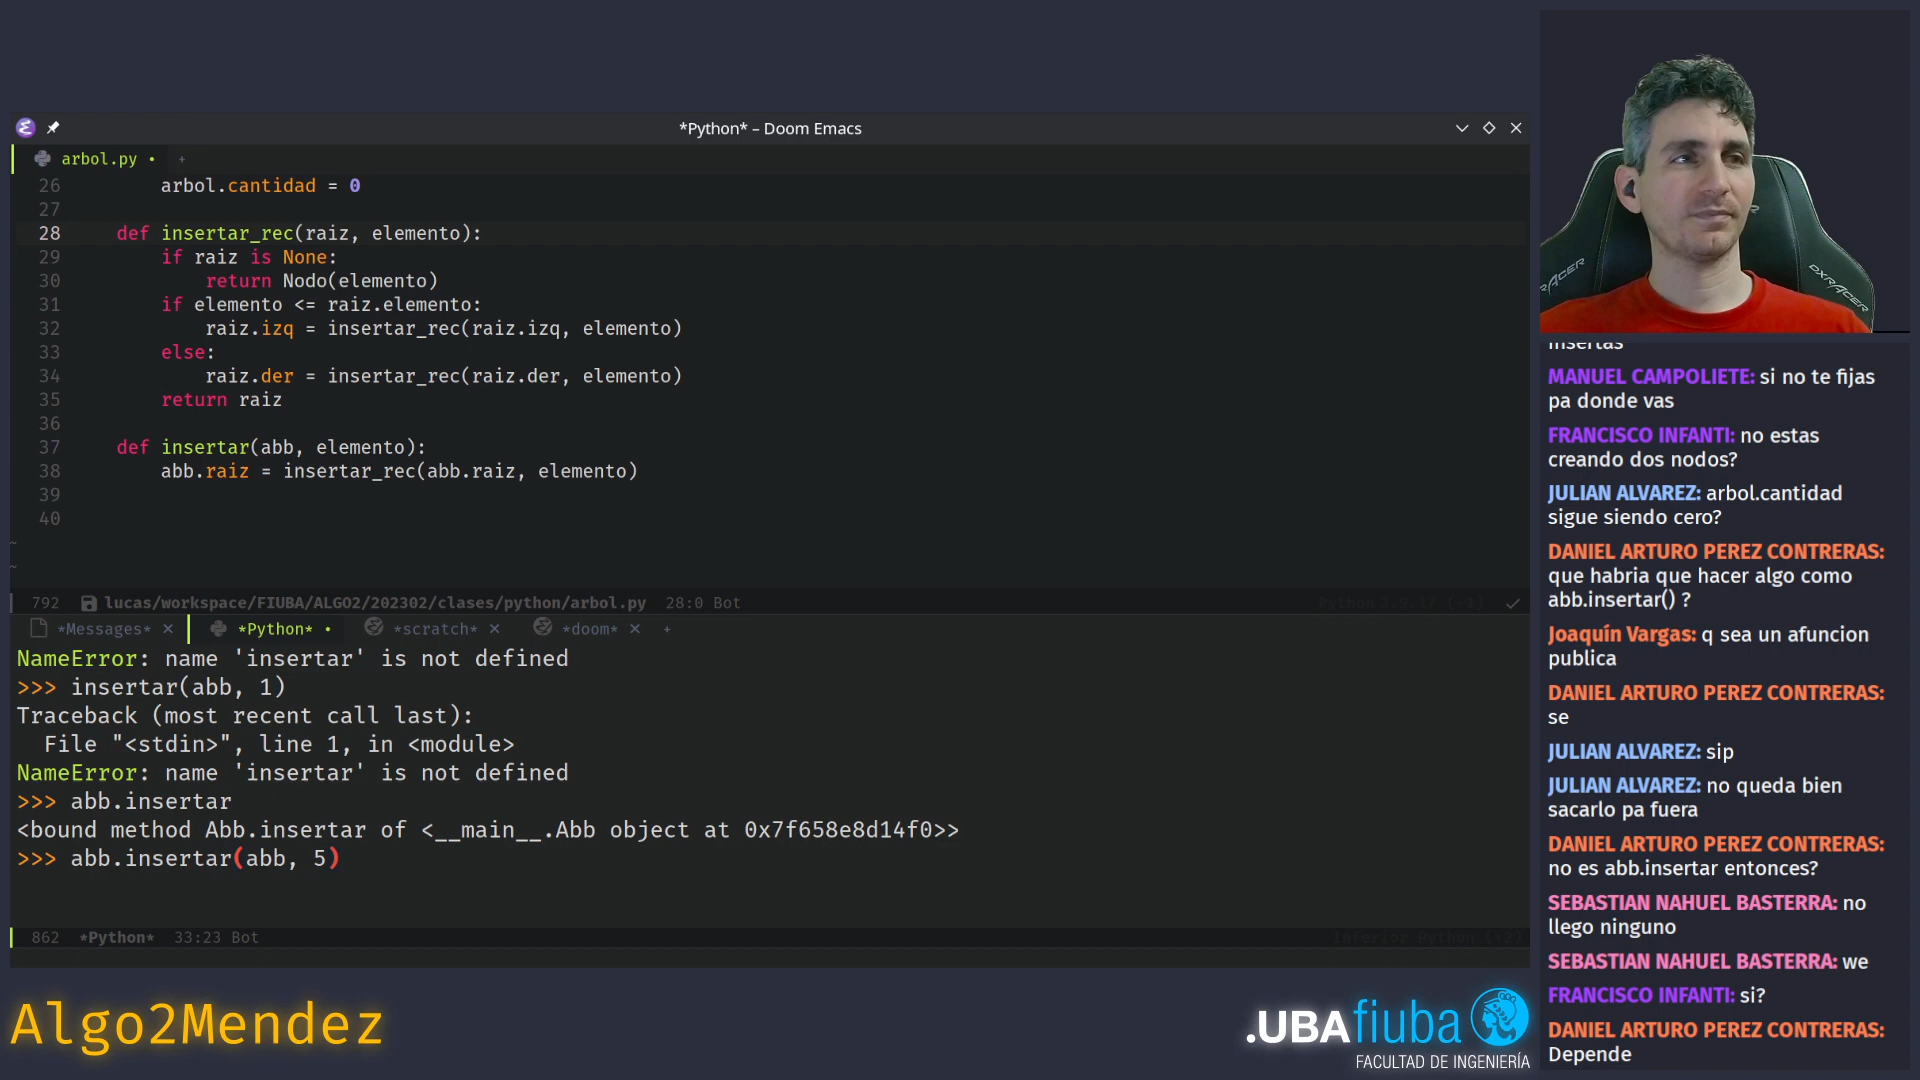 *Python* – Doom Emacs
arbol.py • +
26 arbol.cantidad = 0
27
28 def insertar_rec(raiz, elemento):
29 if raiz is None:
30 return Nodo(elemento)
31 if elemento <= raiz.elemento:
32 raiz.izq = insertar_rec(raiz.izq, elemento)
33 else:
34 raiz.der = insertar_rec(raiz.der, elemento)
35 return raiz
36
37 def insertar(abb, elemento):
38 abb.raiz = insertar_rec(abb.raiz, elemento)
39
40
~
~
792 lucas/workspace/FIUBA/ALGO2/202302/clases/python/arbol.py 28:0 Bot
*Messages* × *Python* • *scratch* × *doom* × +
NameError: name 'insertar' is not defined
>>> insertar(abb, 1)
Traceback (most recent call last):
File "<stdin>", line 1, in <module>
NameError: name 'insertar' is not defined
>>> abb.insertar
<bound method Abb.insertar of <__main__.Abb object at 0x7f658e8d14f0>>
>>> abb.insertar(abb, 5)
862 *Python* 33:23 Bot
Algo2Mendez
.UBAfiuba
FACULTAD DE INGENIERÍA
DXRACER
insertas
MANUEL CAMPOLIETE: si no te fijas
pa donde vas
FRANCISCO INFANTI: no estas
creando dos nodos?
JULIAN ALVAREZ: arbol.cantidad
sigue siendo cero?
DANIEL ARTURO PEREZ CONTRERAS:
que habria que hacer algo como
abb.insertar() ?
Joaquín Vargas: q sea un afuncion
publica
DANIEL ARTURO PEREZ CONTRERAS:
se
JULIAN ALVAREZ: sip
JULIAN ALVAREZ: no queda bien
sacarlo pa fuera
DANIEL ARTURO PEREZ CONTRERAS:
no es abb.insertar entonces?
SEBASTIAN NAHUEL BASTERRA: no
llego ninguno
SEBASTIAN NAHUEL BASTERRA: we
FRANCISCO INFANTI: si?
DANIEL ARTURO PEREZ CONTRERAS:
Depende